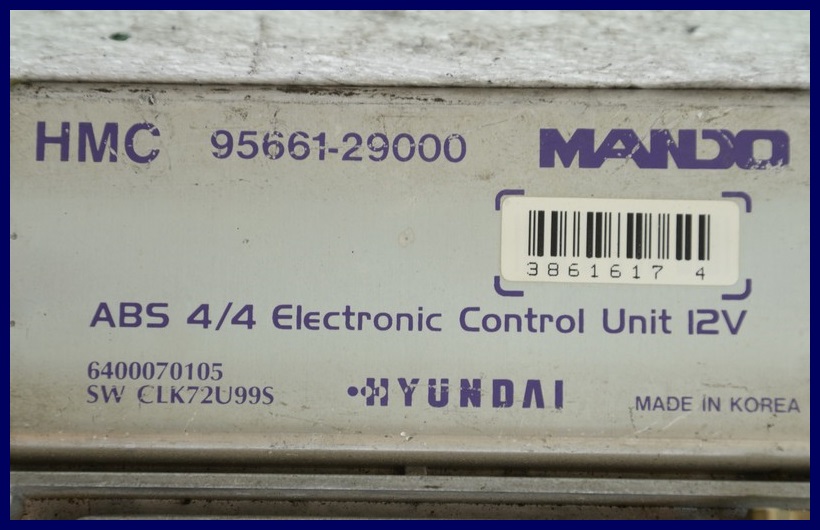 HMC 95661-29000 MANDO
3861617 4
ABS 4/4 Electronic Control Unit 12V
6400070105
SW CLK72U99S
HYUNDAI
MADE IN KOREA